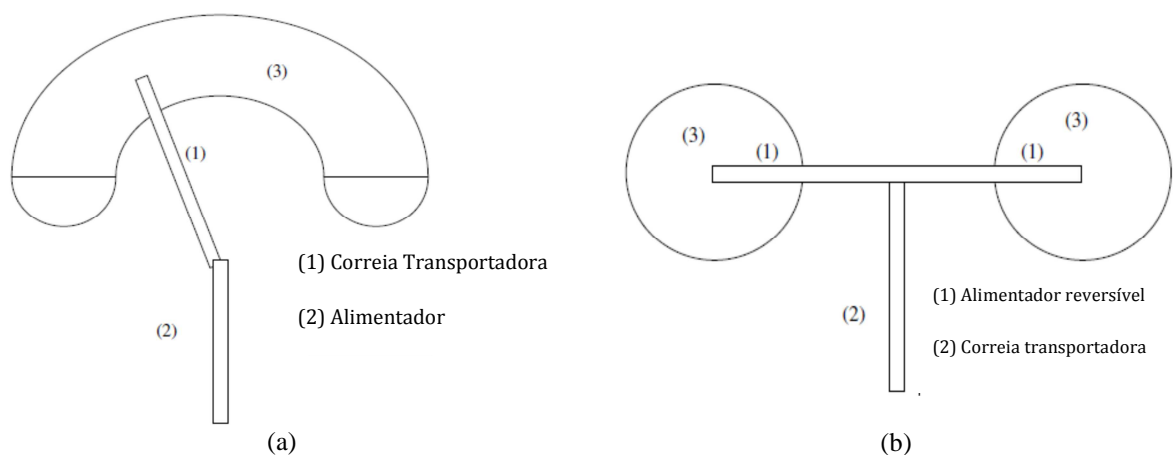 (3)
(1)
(1) Correia Transportadora
(2) Alimentador
(2)
(a)
(3)
(3)
(1)
(1)
(2)
(1) Alimentador reversível
(2) Correia transportadora
(b)